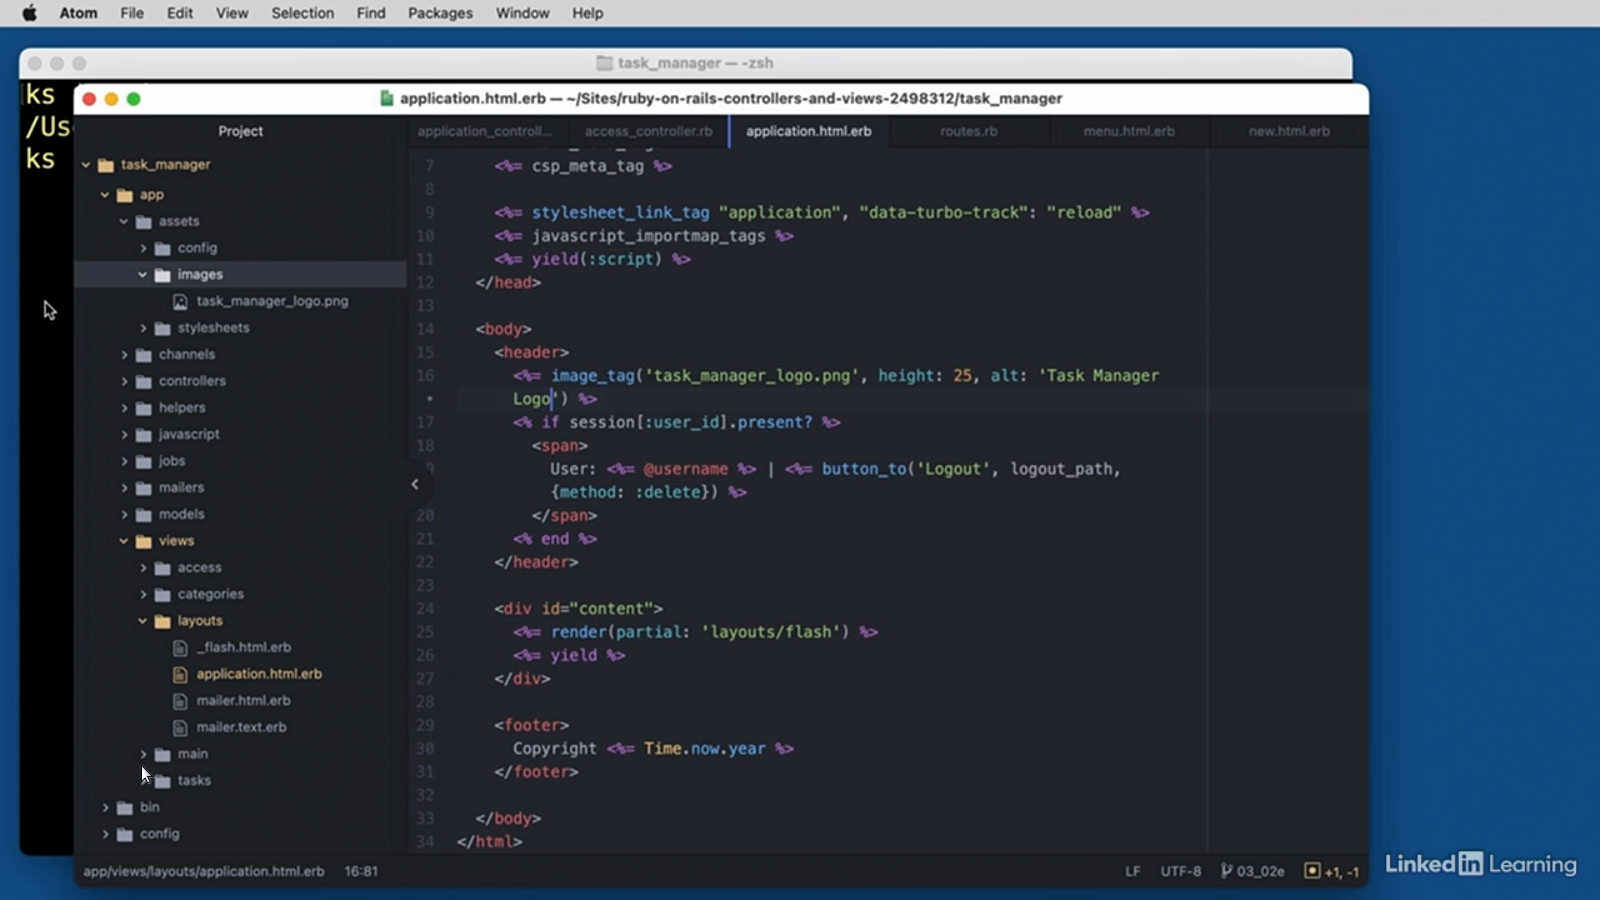 Atom File Edit View Selection Find Packages Window Help
task_manager — -zsh
ks
/Us
ks
application.html.erb — ~/Sites/ruby-on-rails-controllers-and-views-2498312/task_manager
Project
application_controll... access_controller.rb application.html.erb routes.rb menu.html.erb new.html.erb
task_manager
app
assets
config
images
task_manager_logo.png
stylesheets
channels
controllers
helpers
javascript
jobs
mailers
models
views
access
categories
layouts
_flash.html.erb
application.html.erb
mailer.html.erb
mailer.text.erb
main
tasks
bin
config
7 <%= csp_meta_tag %>
8
9 <%= stylesheet_link_tag "application", "data-turbo-track": "reload" %>
10 <%= javascript_importmap_tags %>
11 <%= yield(:script) %>
12 </head>
13
14 <body>
15 <header>
16 <%= image_tag('task_manager_logo.png', height: 25, alt: 'Task Manager
• Logo') %>
17 <% if session[:user_id].present? %>
18 <span>
User: <%= @username %> | <%= button_to('Logout', logout_path,
{method: :delete}) %>
20 </span>
21 <% end %>
22 </header>
23
24 <div id="content">
25 <%= render(partial: 'layouts/flash') %>
26 <%= yield %>
27 </div>
28
29 <footer>
30 Copyright <%= Time.now.year %>
31 </footer>
32
33 </body>
34 </html>
app/views/layouts/application.html.erb 16:81 LF UTF-8 03_02e +1, -1
LinkedIn Learning